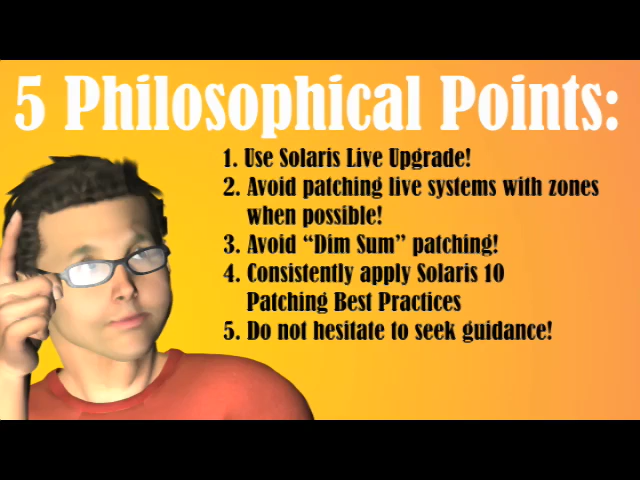 5 Philosophical Points:
1. Use Solaris Live Upgrade!
2. Avoid patching live systems with zones
when possible!
3. Avoid “Dim Sum” patching!
4. Consistently apply Solaris 10
Patching Best Practices
5. Do not hesitate to seek guidance!